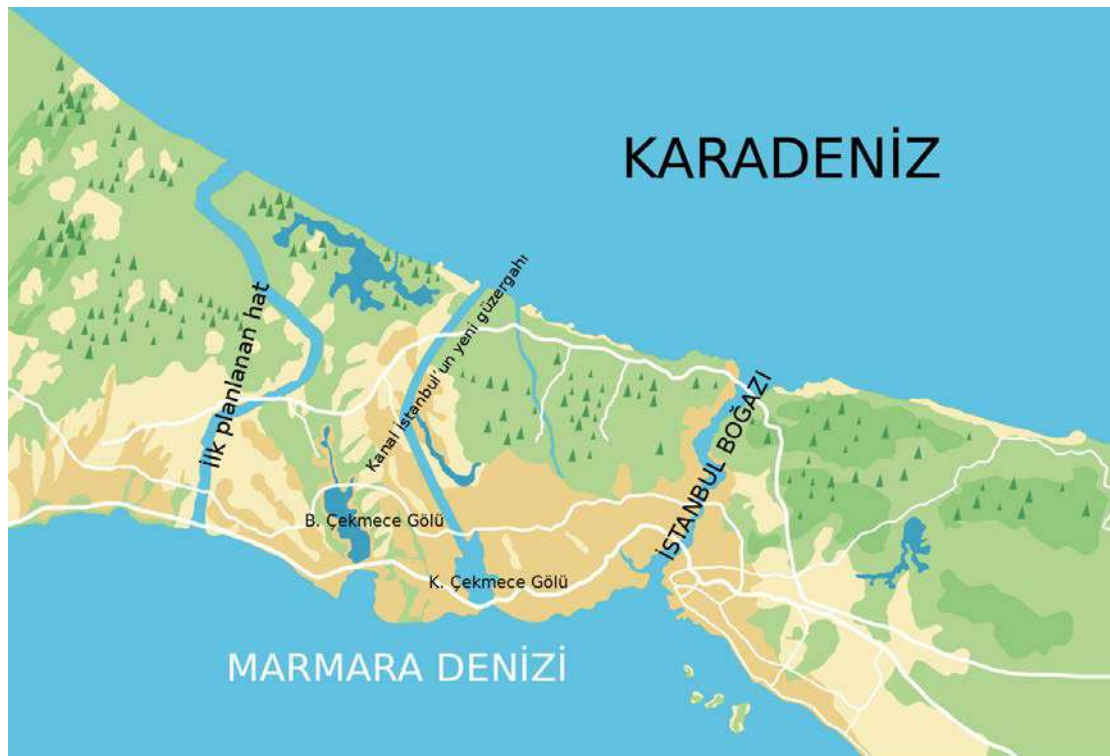 KARADENİZ
İlk planlanan hat
Kanal İstanbul'un yeni güzergahı
İSTANBUL BOĞAZI
B. Çekmece Gölü
K. Çekmece Gölü
MARMARA DENİZİ